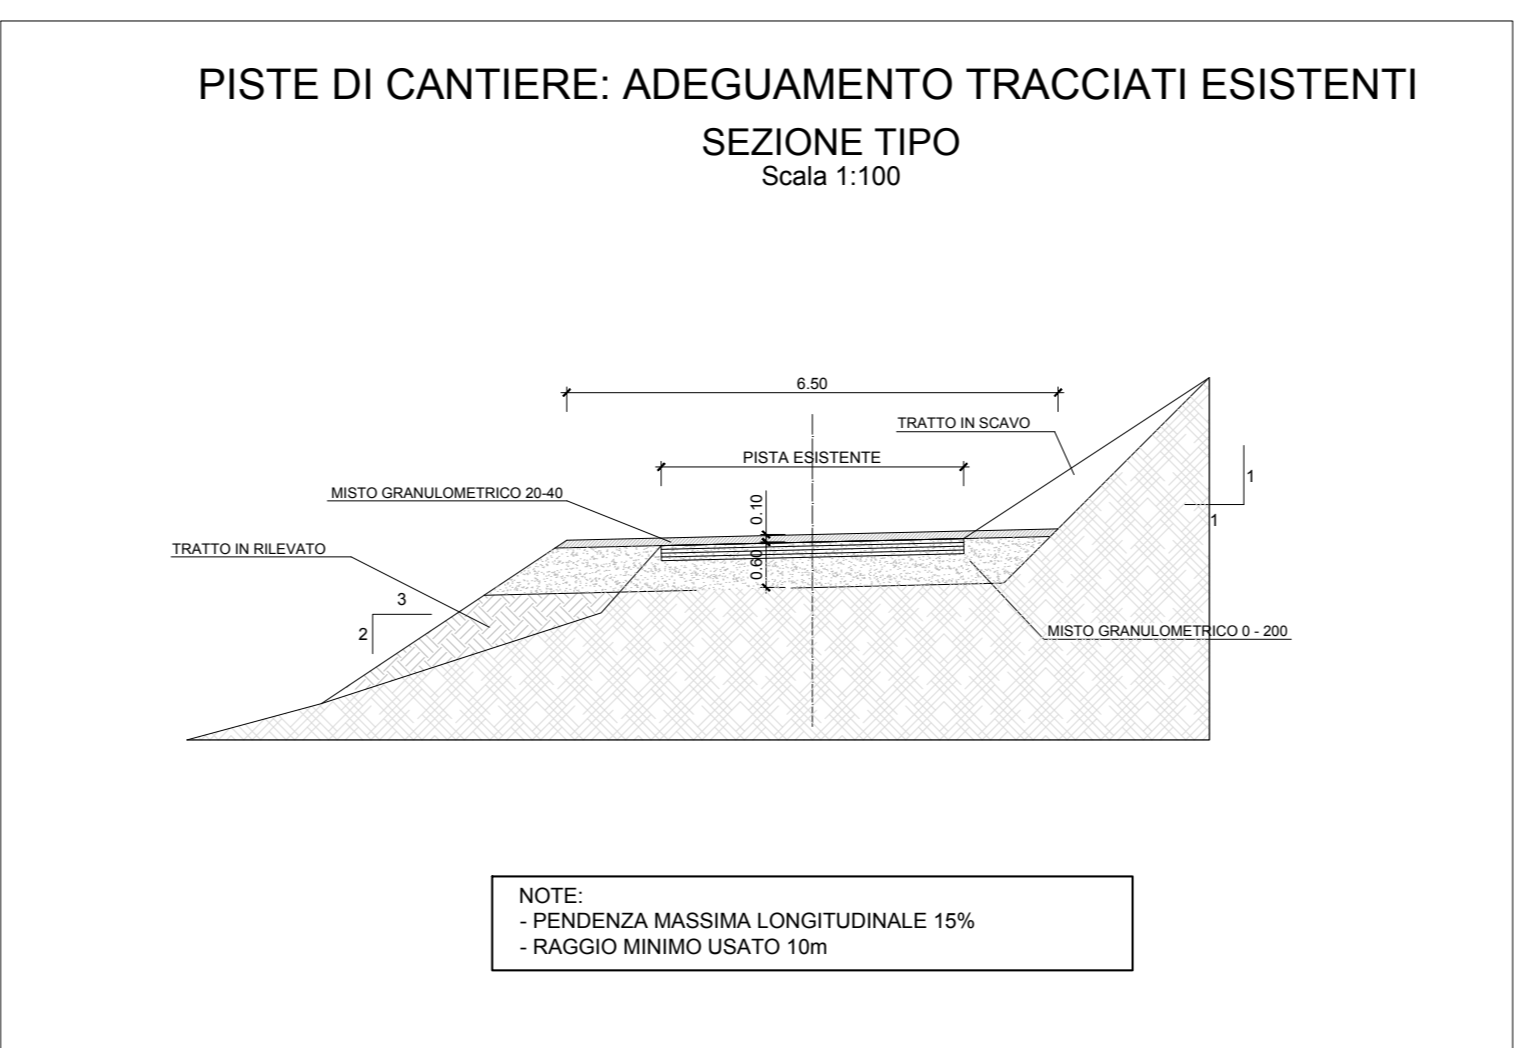 PISTE DI CANTIERE: ADEGUAMENTO TRACCIATI ESISTENTI
SEZIONE TIPO
Scala 1:100
6.50
TRATTO IN SCAVO
PISTA ESISTENTE
MISTO GRANULOMETRICO 20-40
0.10
1
1
TRATTO IN RILEVATO
0.60
3
2
MISTO GRANULOMETRICO 0 - 200
NOTE:
- PENDENZA MASSIMA LONGITUDINALE 15%
- RAGGIO MINIMO USATO 10m